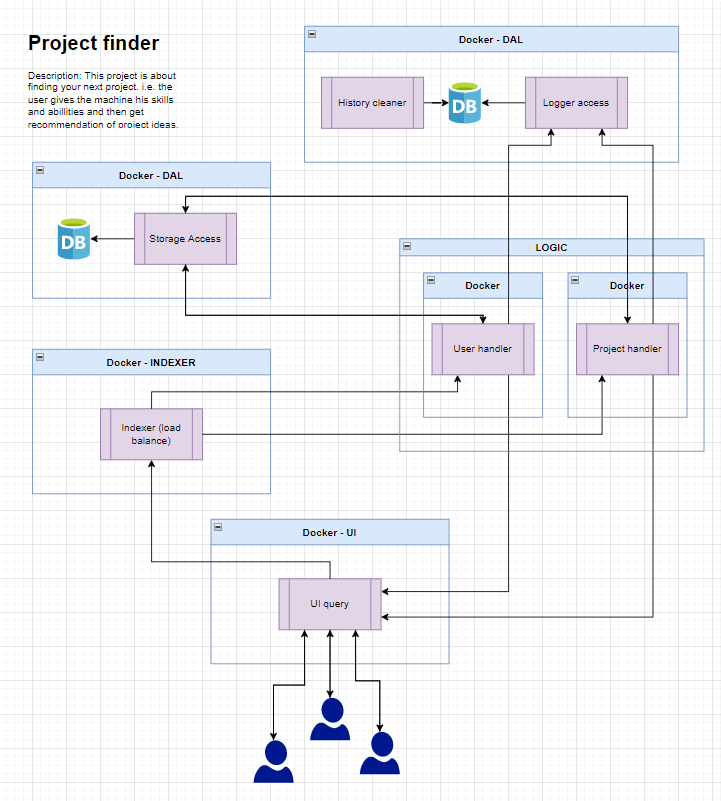 Project finder
Description: This project is about
finding your next project. i.e. the
user gives the machine his skills
and abillities and then get
recommendation of project ideas.
Docker - DAL
History cleaner
DB
Logger access
Docker - DAL
DB
Storage Access
LOGIC
Docker
Docker
User handler
Project handler
Docker - INDEXER
Indexer (load
balance)
Docker - UI
UI query